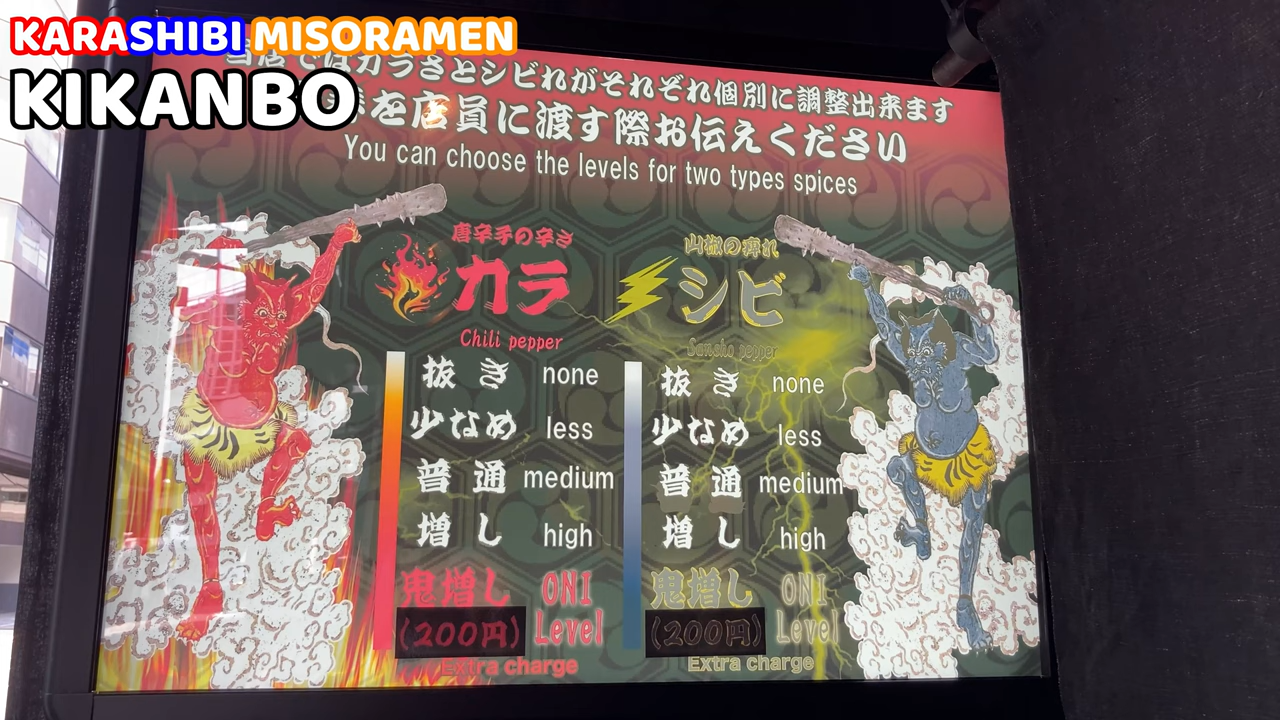 KARASHIBI MISORAMEN
KIKANBO
当店ではカラさとシビれがそれぞれ個別に調整出来ます
を店員に渡す際お伝えください
You can choose the levels for two types spices
唐辛子の辛さ
カラ
Chili pepper
抜き none
少なめ less
普通 medium
増し high
鬼増し ONI
(200円) Level
Extra charge
山椒の痺れ
シビ
Sansho pepper
抜き none
少なめ less
普通 medium
増し high
鬼増し ONI
(200円) Level
Extra charge